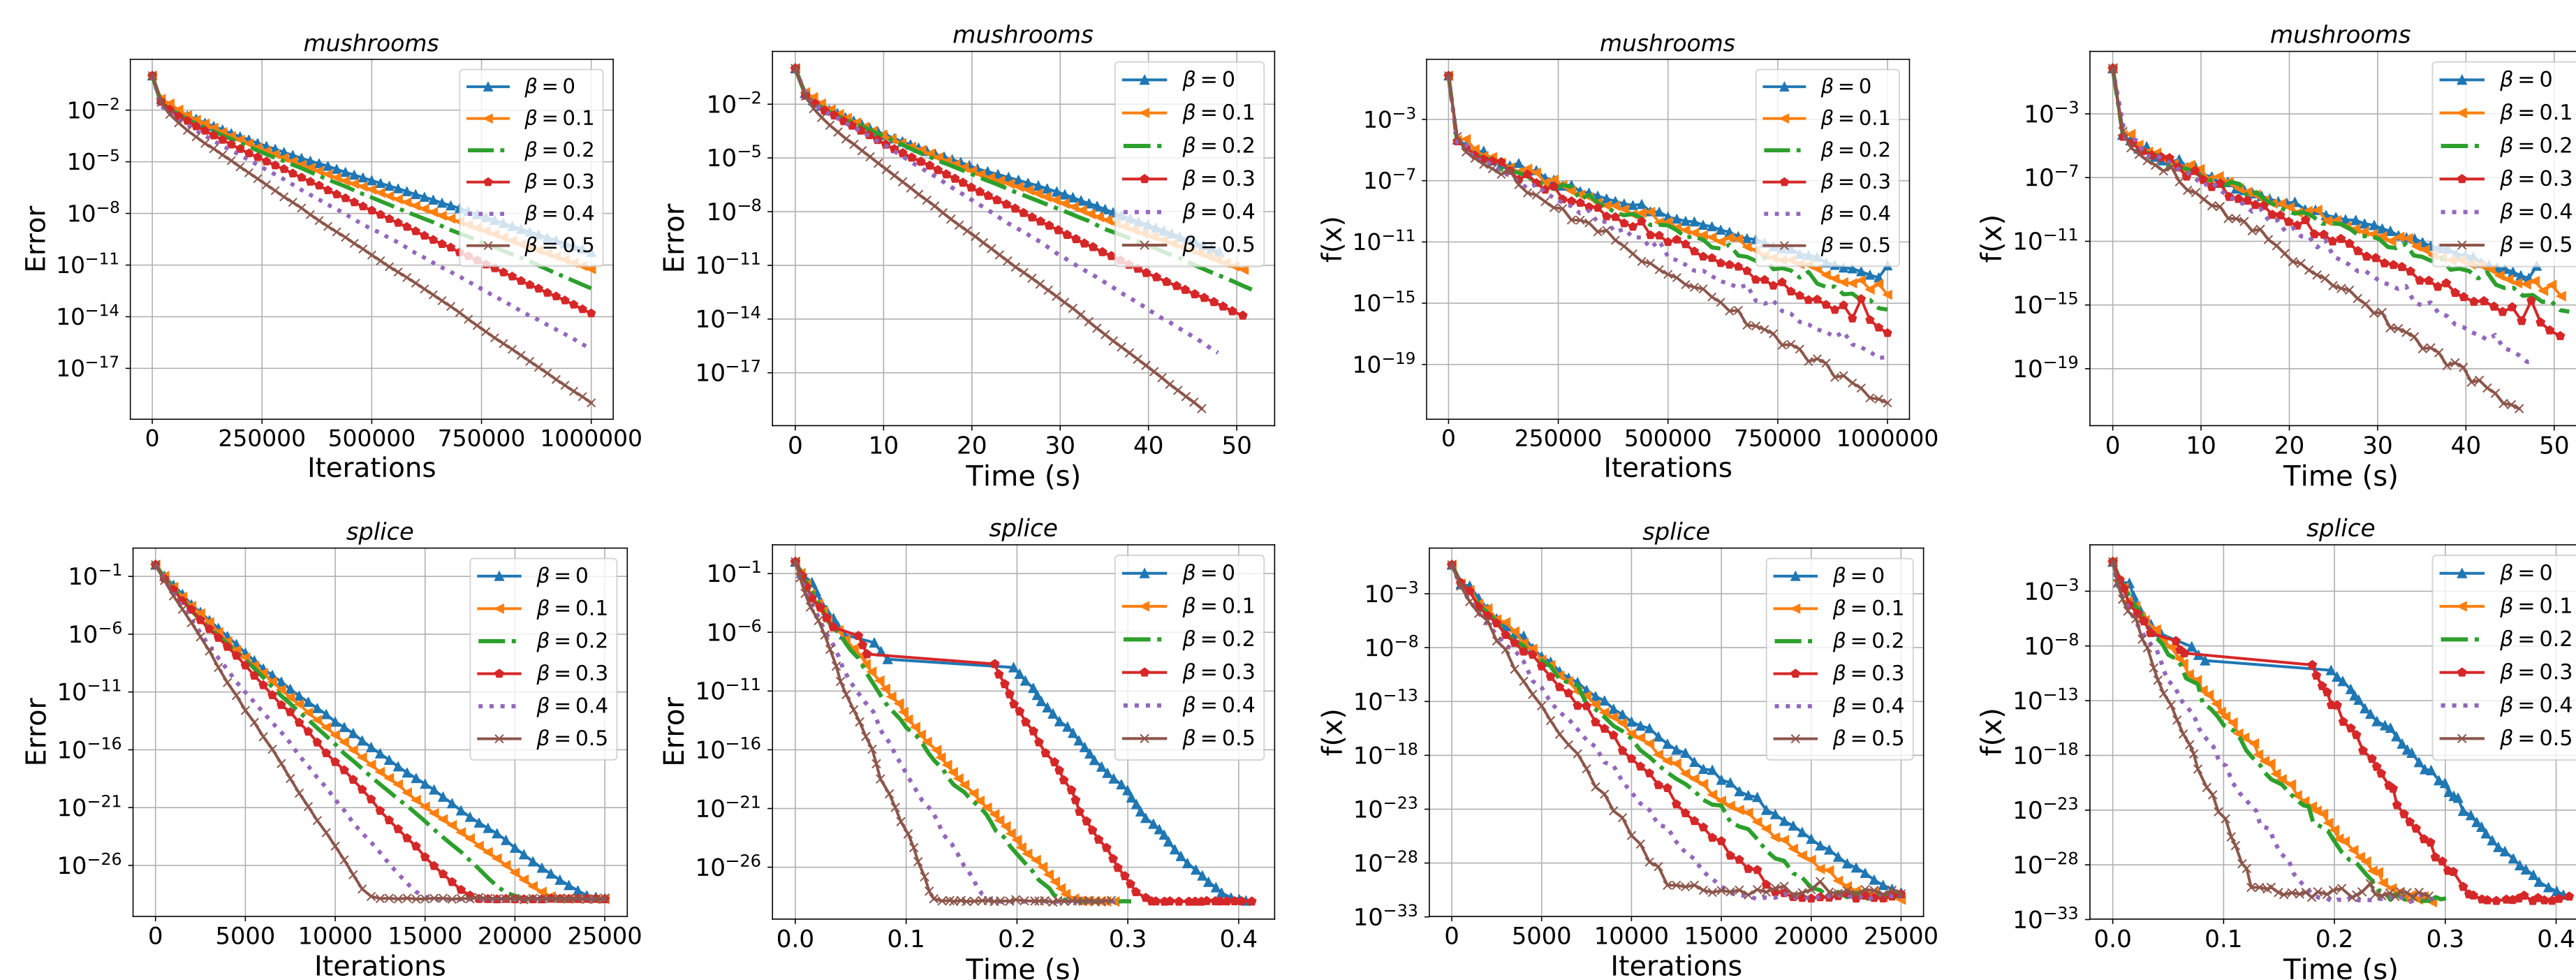 mushrooms
10⁻²
10⁻⁵
10⁻⁸
10⁻¹¹
10⁻¹⁴
10⁻¹⁷
Error
β = 0
β = 0.1
β = 0.2
β = 0.3
β = 0.4
β = 0.5
0 250000 500000 750000 1000000
Iterations
mushrooms
10⁻²
10⁻⁵
10⁻⁸
10⁻¹¹
10⁻¹⁴
10⁻¹⁷
Error
β = 0
β = 0.1
β = 0.2
β = 0.3
β = 0.4
β = 0.5
0 10 20 30 40 50
Time (s)
mushrooms
10⁻³
10⁻⁷
10⁻¹¹
10⁻¹⁵
10⁻¹⁹
f(x)
β = 0
β = 0.1
β = 0.2
β = 0.3
β = 0.4
β = 0.5
0 250000 500000 750000 1000000
Iterations
mushrooms
10⁻³
10⁻⁷
10⁻¹¹
10⁻¹⁵
10⁻¹⁹
f(x)
β = 0
β = 0.1
β = 0.2
β = 0.3
β = 0.4
β = 0.5
0 10 20 30 40 50
Time (s)
splice
10⁻¹
10⁻⁶
10⁻¹¹
10⁻¹⁶
10⁻²¹
10⁻²⁶
Error
β = 0
β = 0.1
β = 0.2
β = 0.3
β = 0.4
β = 0.5
0 5000 10000 15000 20000 25000
Iterations
splice
10⁻¹
10⁻⁶
10⁻¹¹
10⁻¹⁶
10⁻²¹
10⁻²⁶
Error
β = 0
β = 0.1
β = 0.2
β = 0.3
β = 0.4
β = 0.5
0.0 0.1 0.2 0.3 0.4
Time (s)
splice
10⁻³
10⁻⁸
10⁻¹³
10⁻¹⁸
10⁻²³
10⁻²⁸
10⁻³³
f(x)
β = 0
β = 0.1
β = 0.2
β = 0.3
β = 0.4
β = 0.5
0 5000 10000 15000 20000 25000
Iterations
splice
10⁻³
10⁻⁸
10⁻¹³
10⁻¹⁸
10⁻²³
10⁻²⁸
10⁻³³
f(x)
β = 0
β = 0.1
β = 0.2
β = 0.3
β = 0.4
β = 0.5
0.0 0.1 0.2 0.3 0.4
Time (s)